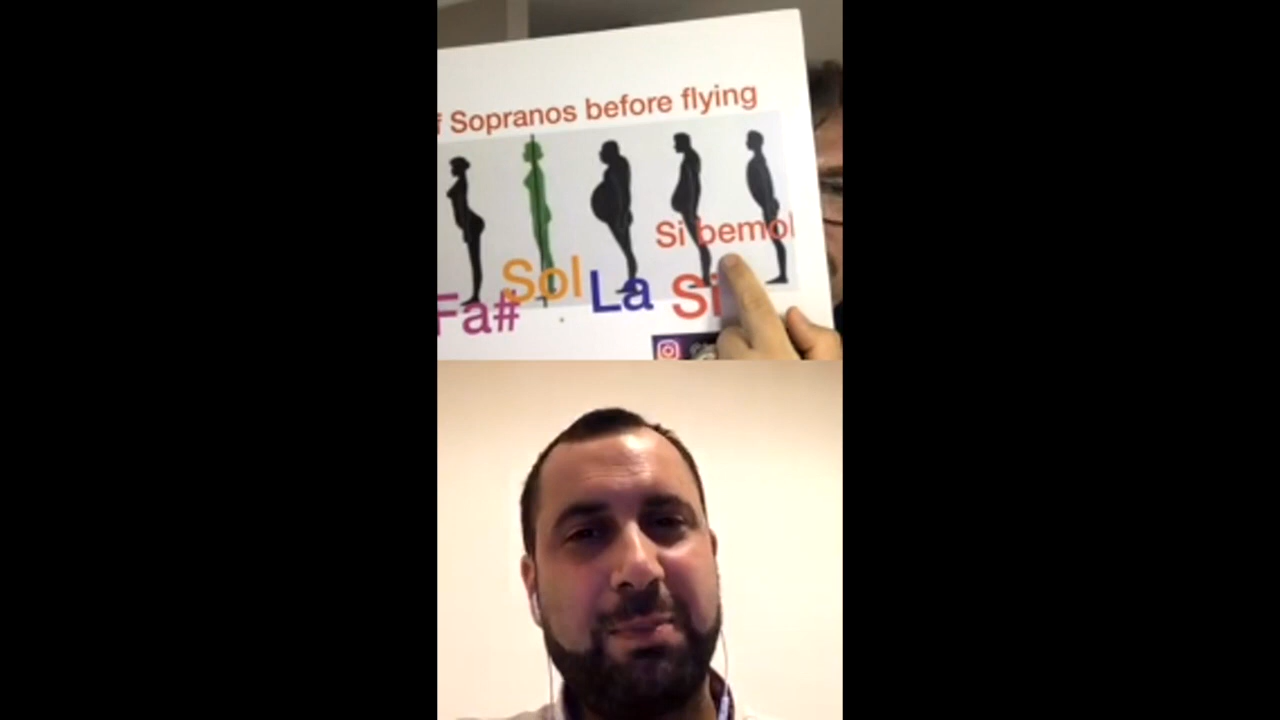 f Sopranos before flying
Si bemol
Sol
La
Si
Fa#